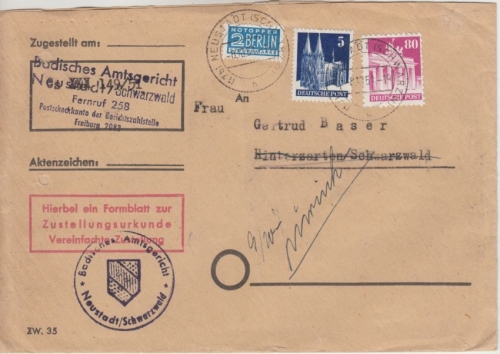 Zugestellt am:
Badisches Amtsgericht
Neustadt/Schwarzwald
Fernruf 258
Postscheckkonto der Gerichtszahlstelle
Freiburg 2083
Aktenzeichen:
Hierbei ein Formblatt zur
Zustellungsurkunde
Vereinfachte Zustellung
Badisches Amtsgericht
Neustadt/Schwarzwald
ZW. 35
NOTOPFER
2 BERLIN
STEUERMARKE
5
DEUTSCHE POST
80
DEUTSCHE POST
An
Frau
Gertrud Baser
Hinterzarten/Schwarzwald